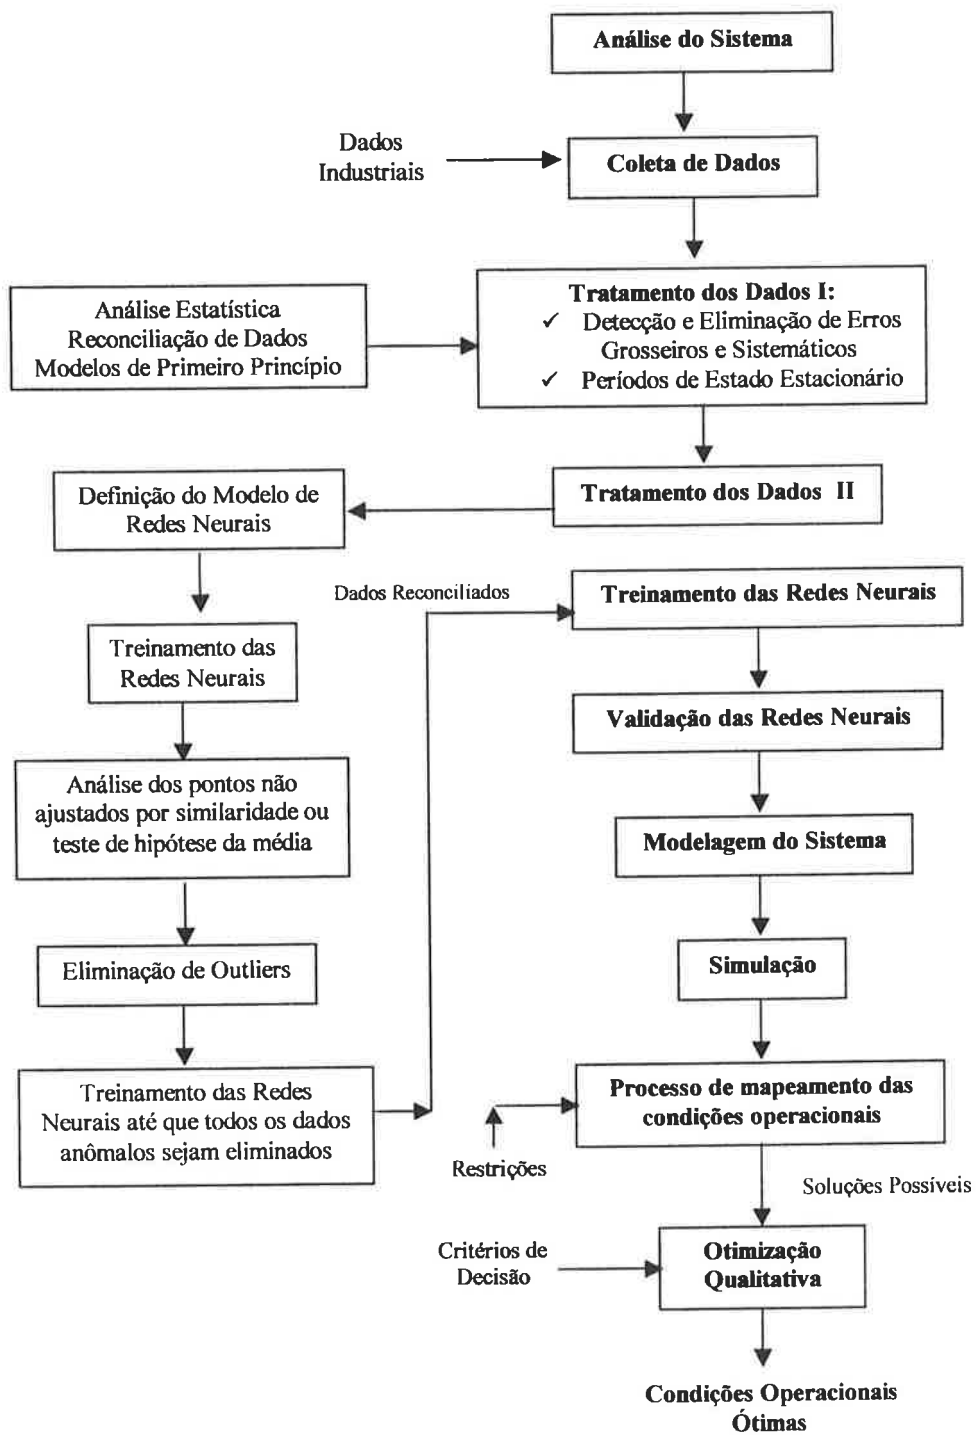 Análise do Sistema
Dados
Industriais
Coleta de Dados
Análise Estatística
Reconciliação de Dados
Modelos de Primeiro Princípio
Tratamento dos Dados I:
✓ Detecção e Eliminação de Erros
Grosseiros e Sistemáticos
✓ Períodos de Estado Estacionário
Tratamento dos Dados II
Definição do Modelo de
Redes Neurais
Treinamento das
Redes Neurais
Análise dos pontos não
ajustados por similaridade ou
teste de hipótese da média
Eliminação de Outliers
Treinamento das Redes
Neurais até que todos os dados
anômalos sejam eliminados
Dados Reconciliados
Treinamento das Redes Neurais
Validação das Redes Neurais
Modelagem do Sistema
Simulação
Processo de mapeamento das
condições operacionais
Restrições
Soluções Possíveis
Critérios de
Decisão
Otimização
Qualitativa
Condições Operacionais
Ótimas